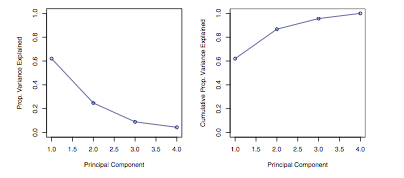 Prop. Variance Explained
1.0
0.8
0.6
0.4
0.2
0.0
1.0 1.5 2.0 2.5 3.0 3.5 4.0
Principal Component
Cumulative Prop. Variance Explained
1.0
0.8
0.6
0.4
0.2
0.0
1.0 1.5 2.0 2.5 3.0 3.5 4.0
Principal Component